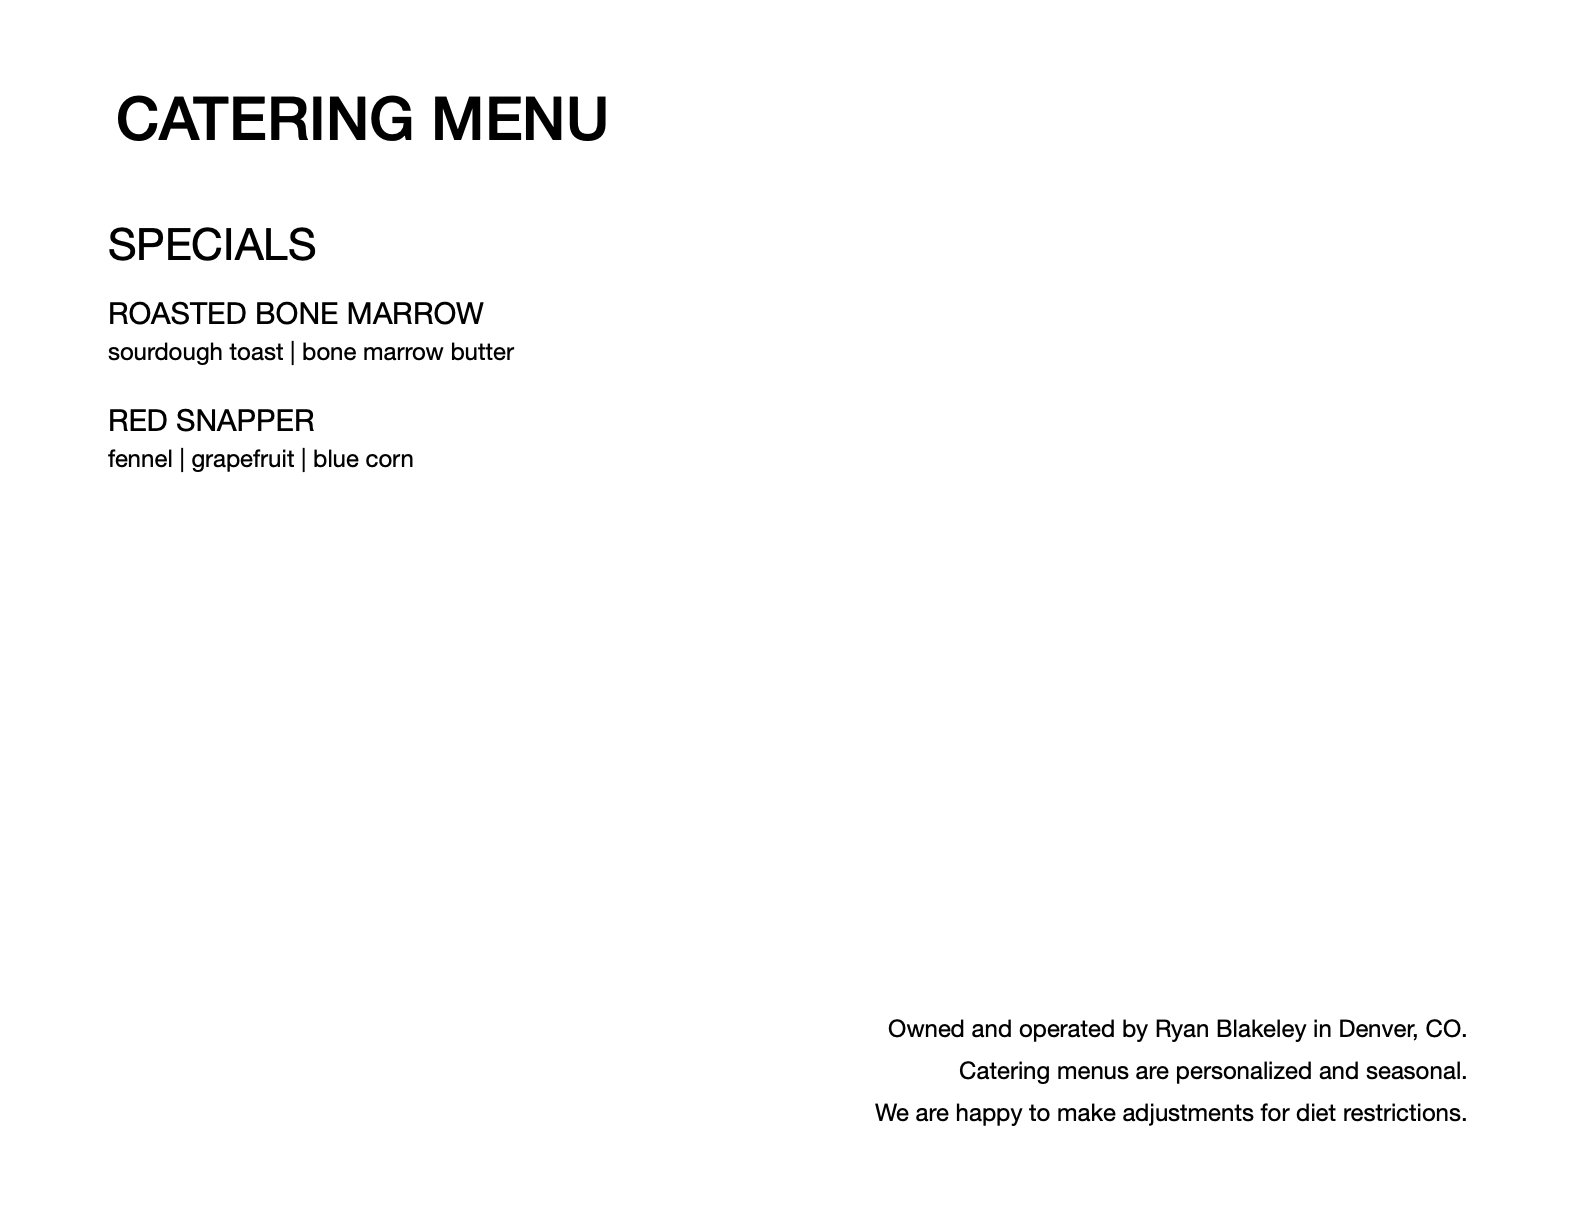 CATERING MENU
SPECIALS
ROASTED BONE MARROW
sourdough toast | bone marrow butter
RED SNAPPER
fennel | grapefruit | blue corn
Owned and operated by Ryan Blakeley in Denver, CO.
Catering menus are personalized and seasonal.
We are happy to make adjustments for diet restrictions.